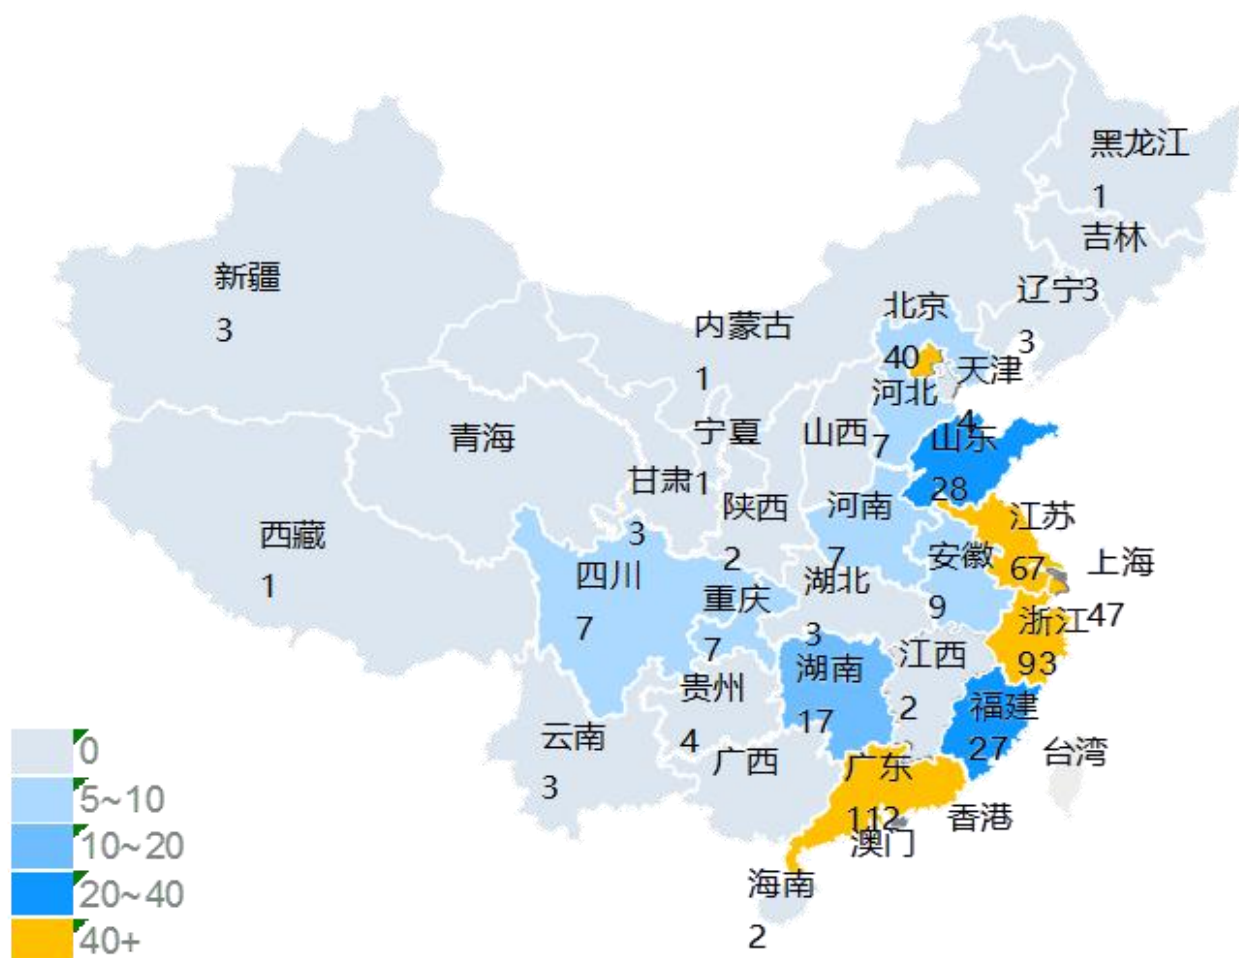 黑龙江
1
吉林
3
辽宁
3
新疆
3
内蒙古
1
北京
40
天津
4
河北
7
宁夏
1
山西
山东
28
青海
甘肃
3
陕西
2
河南
7
江苏
67
西藏
1
四川
7
重庆
7
湖北
3
安徽
9
上海
47
浙江
93
湖南
17
江西
2
贵州
4
福建
27
云南
3
广西
广东
112
台湾
香港
澳门
海南
2
0
5~10
10~20
20~40
40+